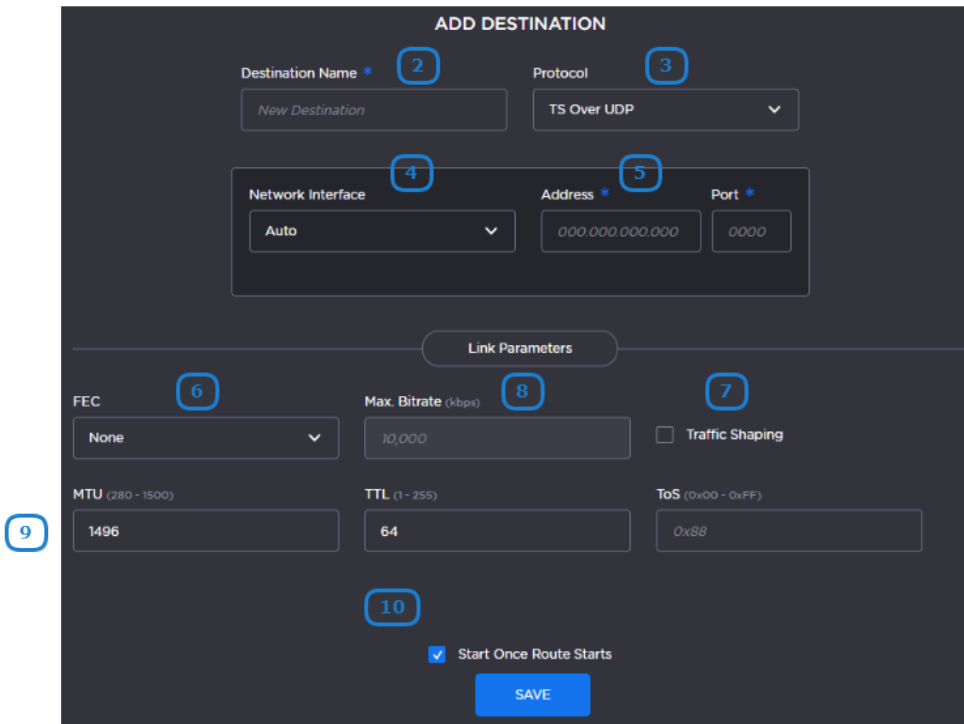 ADD DESTINATION
Destination Name * 2 Protocol 3
New Destination TS Over UDP
4 5
Network Interface Address * Port *
Auto 000.000.000.000 0000
Link Parameters
6 8 7
FEC Max. Bitrate (kbps)
None 10,000 Traffic Shaping
MTU (280 - 1500) TTL (1 - 255) ToS (0x00 - 0xFF)
9 1496 64 0x88
10
Start Once Route Starts
SAVE